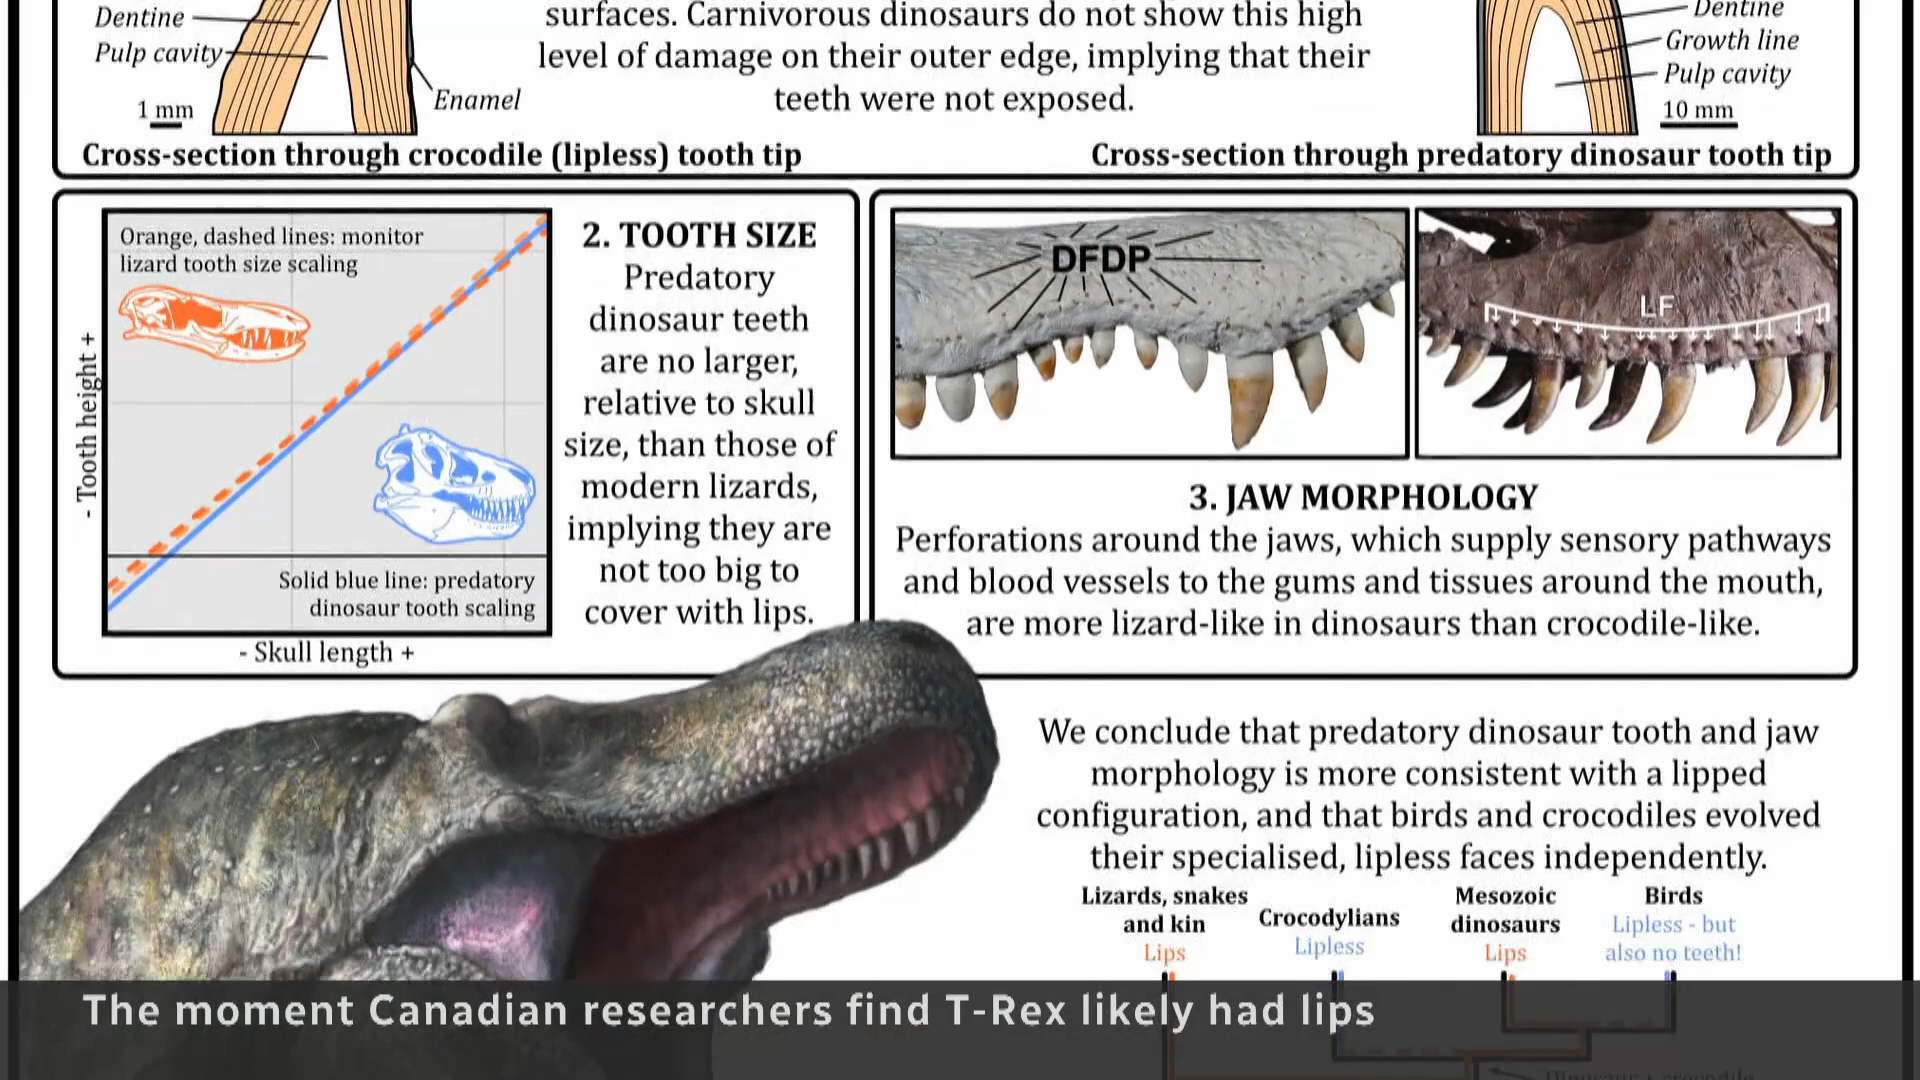 Dentine
Pulp cavity
Enamel
1 mm
surfaces. Carnivorous dinosaurs do not show this high
level of damage on their outer edge, implying that their
teeth were not exposed.
Dentine
Growth line
Pulp cavity
10 mm
Cross-section through crocodile (lipless) tooth tip
Cross-section through predatory dinosaur tooth tip
Orange, dashed lines: monitor
lizard tooth size scaling
- Tooth height +
Solid blue line: predatory
dinosaur tooth scaling
- Skull length +
2. TOOTH SIZE
Predatory
dinosaur teeth
are no larger,
relative to skull
size, than those of
modern lizards,
implying they are
not too big to
cover with lips.
DFDP
LF
3. JAW MORPHOLOGY
Perforations around the jaws, which supply sensory pathways
and blood vessels to the gums and tissues around the mouth,
are more lizard-like in dinosaurs than crocodile-like.
We conclude that predatory dinosaur tooth and jaw
morphology is more consistent with a lipped
configuration, and that birds and crocodiles evolved
their specialised, lipless faces independently.
Lizards, snakes
and kin
Lips
Crocodylians
Lipless
Mesozoic
dinosaurs
Lips
Birds
Lipless - but
also no teeth!
The moment Canadian researchers find T-Rex likely had lips